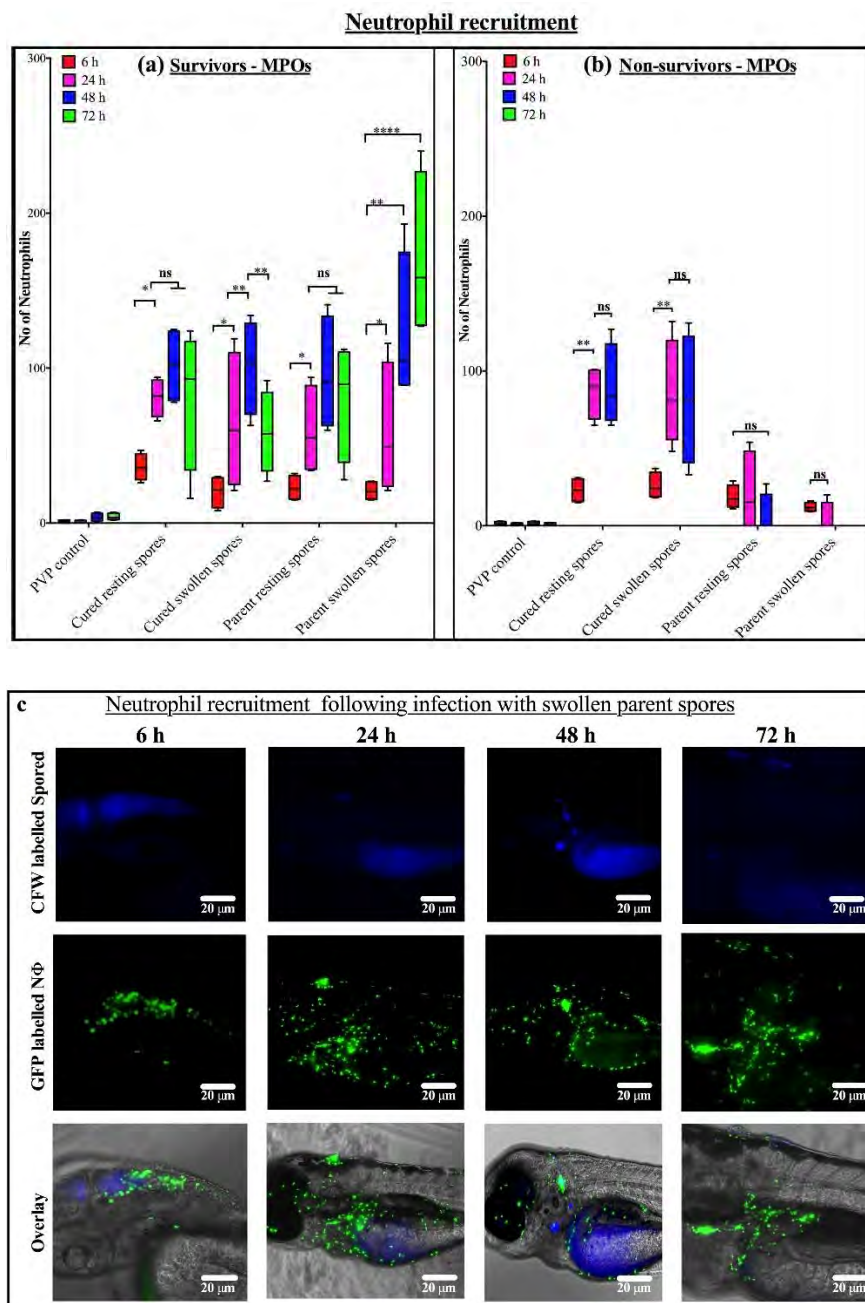 Neutrophil recruitment
(a) Survivors - MPOs
6 h
24 h
48 h
72 h
No of Neutrophils
300
200
100
0
*
ns
*
**
**
*
ns
*
**
****
PVP control
Cured resting spores
Cured swollen spores
Parent resting spores
Parent swollen spores
(b) Non-survivors - MPOs
6 h
24 h
48 h
72 h
No of Neutrophils
300
200
100
0
**
ns
**
ns
ns
ns
PVP control
Cured resting spores
Cured swollen spores
Parent resting spores
Parent swollen spores
c Neutrophil recruitment following infection with swollen parent spores
6 h 24 h 48 h 72 h
CFW labelled Spored
20 µm 20 µm 20 µm 20 µm
GFP labelled NΦ
20 µm 20 µm 20 µm 20 µm
Overlay
20 µm 20 µm 20 µm 20 µm